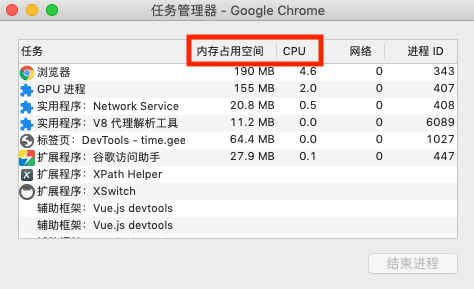 任务管理器 - Google Chrome
任务 内存占用空间 CPU 网络 进程 ID
浏览器 190 MB 4.6 0 343
GPU 进程 155 MB 2.0 0 407
实用程序：Network Service 20.8 MB 0.5 0 408
实用程序：V8 代理解析工具 11.2 MB 0.0 0 6089
标签页：DevTools - time.gee 64.4 MB 0.0 0 1027
扩展程序：谷歌访问助手 27.9 MB 0.1 0 447
扩展程序：XPath Helper
扩展程序：XSwitch
辅助框架：Vue.js devtools
辅助框架：Vue.js devtools
结束进程